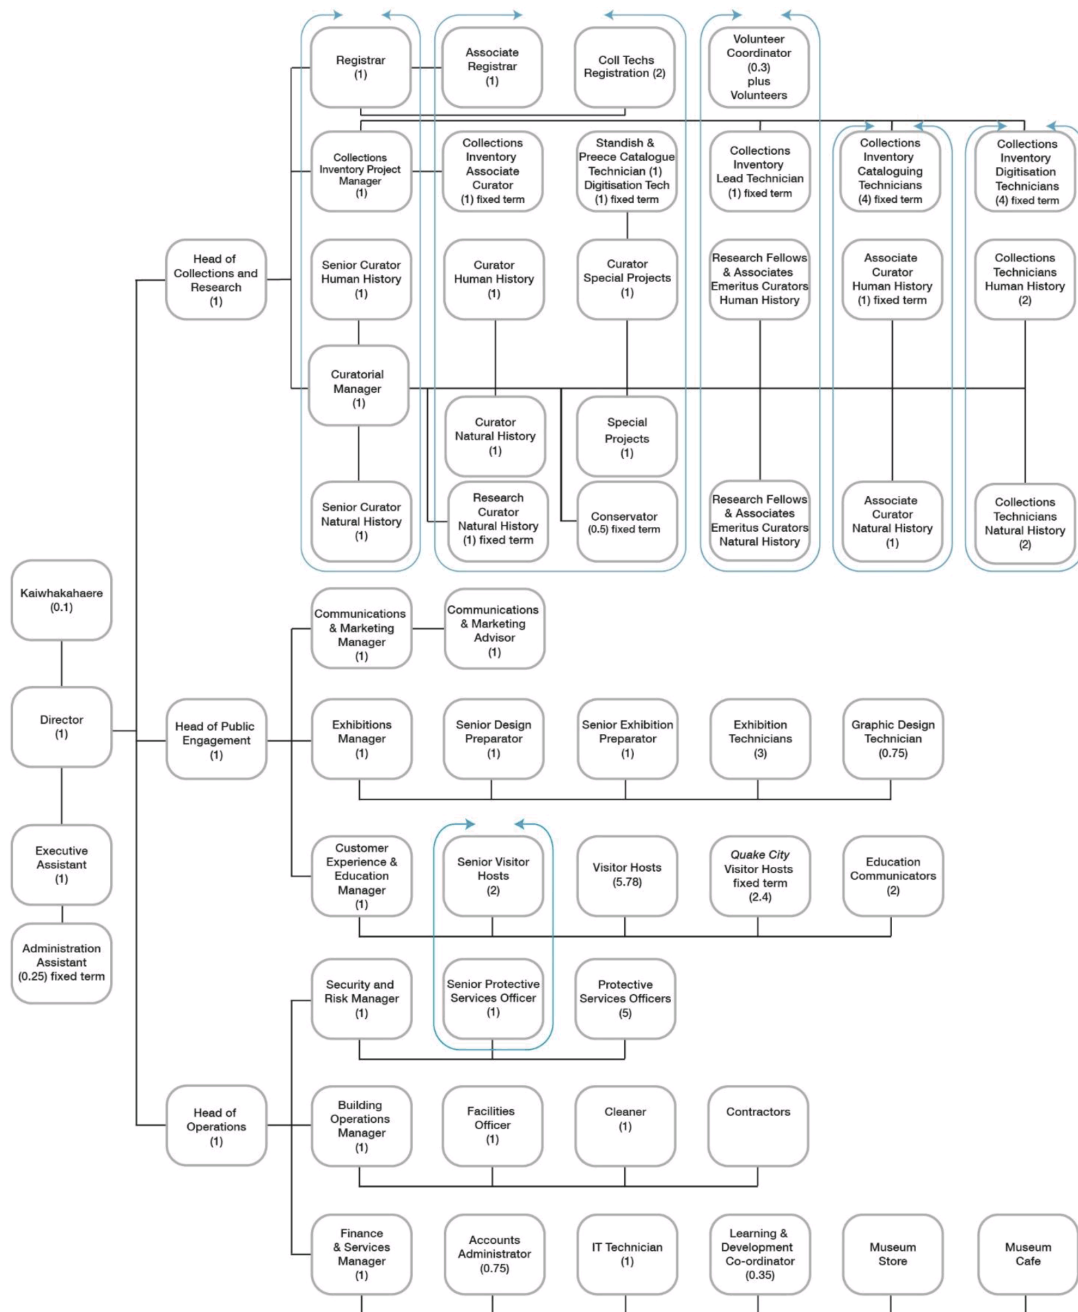 Registrar
(1)
Associate
Registrar
(1)
Coll Techs
Registration (2)
Volunteer
Coordinator
(0.3)
plus
Volunteers
Collections
Inventory Project
Manager
(1)
Collections
Inventory
Associate
Curator
(1) fixed term
Standish &
Preece Catalogue
Technician (1)
Digitisation Tech
(1) fixed term
Collections
Inventory
Lead Technician
(1) fixed term
Collections
Inventory
Cataloguing
Technicians
(4) fixed term
Collections
Inventory
Digitisation
Technicians
(4) fixed term
Head of
Collections and
Research
(1)
Senior Curator
Human History
(1)
Curator
Human History
(1)
Curator
Special Projects
(1)
Research Fellows
& Associates
Emeritus Curators
Human History
Associate
Curator
Human History
(1) fixed term
Collections
Technicians
Human History
(2)
Curatorial
Manager
(1)
Curator
Natural History
(1)
Special
Projects
(1)
Senior Curator
Natural History
(1)
Research
Curator
Natural History
(1) fixed term
Conservator
(0.5) fixed term
Research Fellows
& Associates
Emeritus Curators
Natural History
Associate
Curator
Natural History
(1)
Collections
Technicians
Natural History
(2)
Kaiwhakahaere
(0.1)
Communications
& Marketing
Manager
(1)
Communications
& Marketing
Advisor
(1)
Director
(1)
Head of Public
Engagement
(1)
Exhibitions
Manager
(1)
Senior Design
Preparator
(1)
Senior Exhibition
Preparator
(1)
Exhibition
Technicians
(3)
Graphic Design
Technician
(0.75)
Executive
Assistant
(1)
Customer
Experience &
Education
Manager
(1)
Senior Visitor
Hosts
(2)
Visitor Hosts
(5.78)
Quake City
Visitor Hosts
fixed term
(2.4)
Education
Communicators
(2)
Administration
Assistant
(0.25) fixed term
Security and
Risk Manager
(1)
Senior Protective
Services Officer
(1)
Protective
Services Officers
(5)
Head of
Operations
(1)
Building
Operations
Manager
(1)
Facilities
Officer
(1)
Cleaner
(1)
Contractors
Finance
& Services
Manager
(1)
Accounts
Administrator
(0.75)
IT Technician
(1)
Learning &
Development
Co-ordinator
(0.35)
Museum
Store
Museum
Cafe